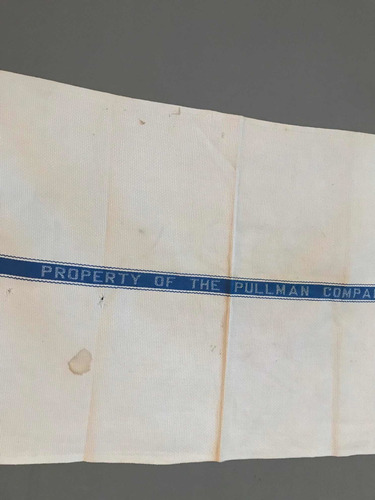 PROPERTY OF THE PULLMAN COMPA